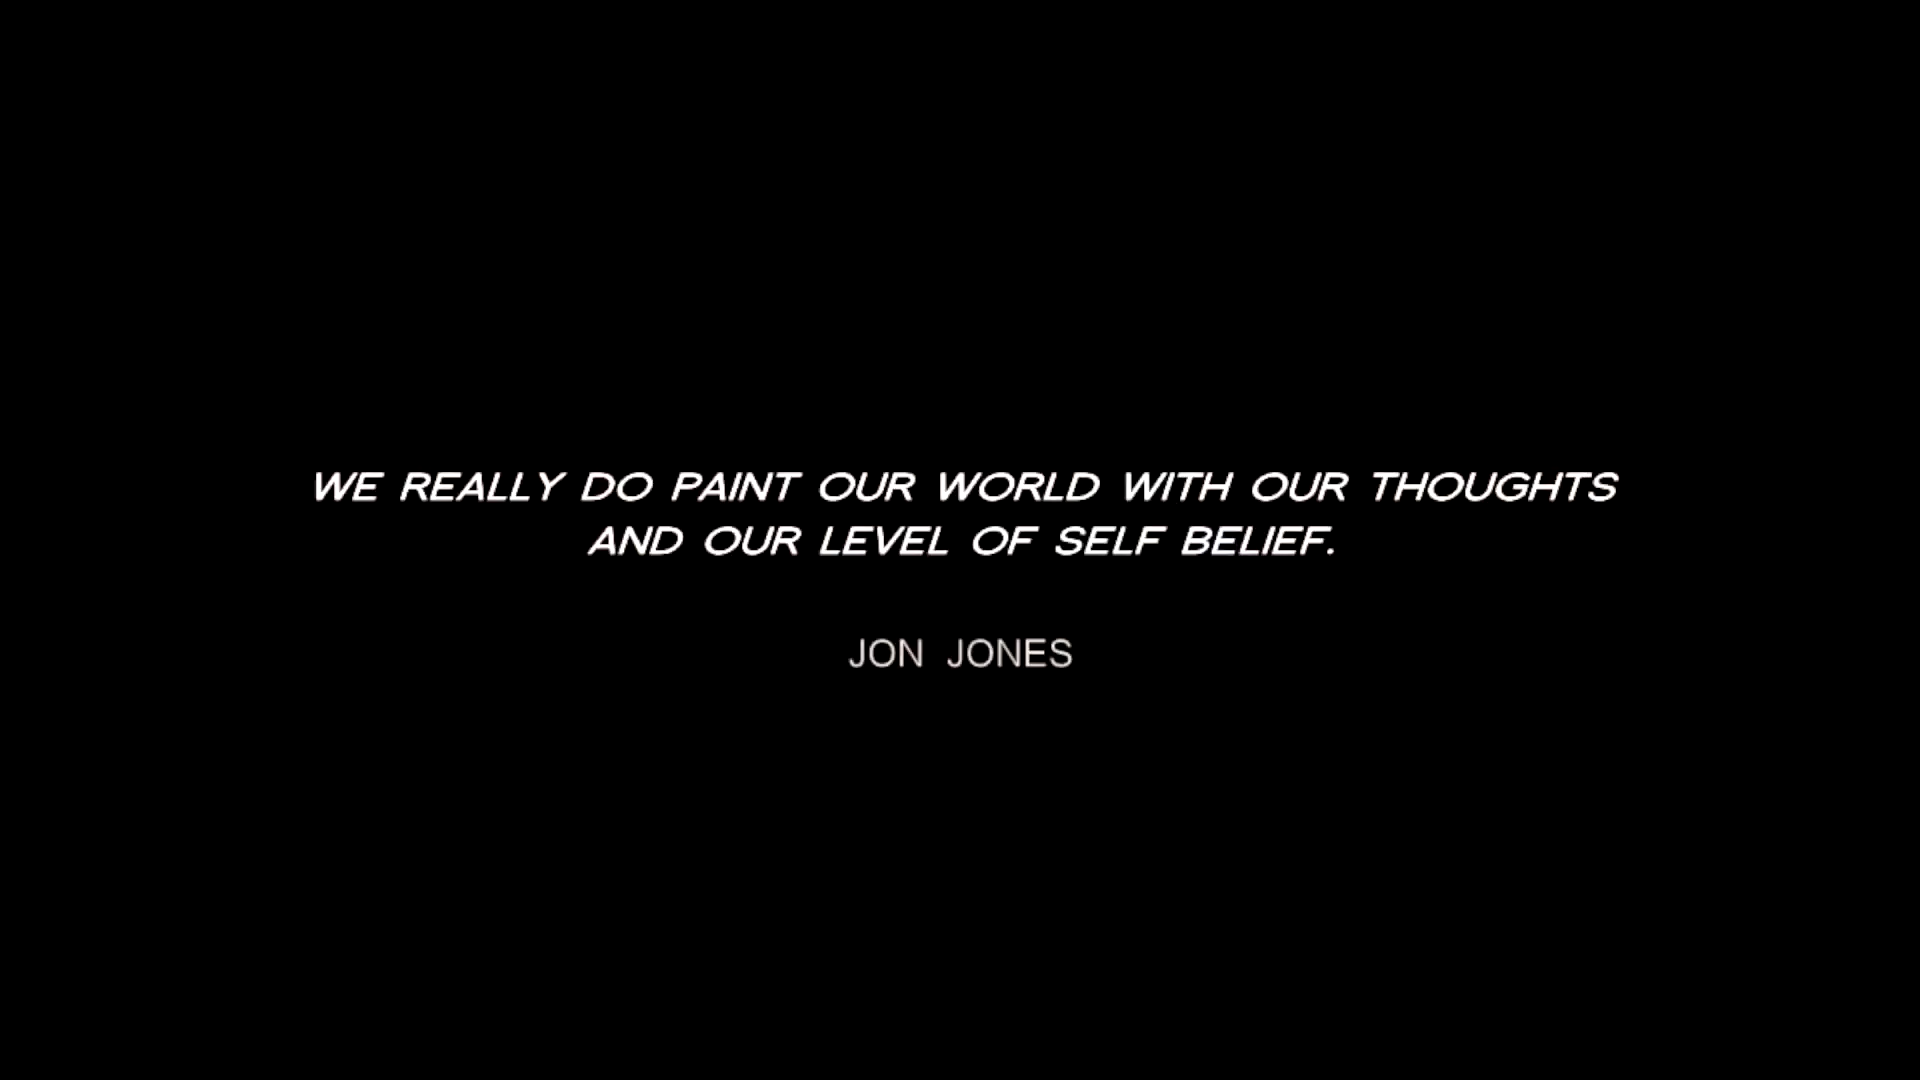 WE REALLY DO PAINT OUR WORLD WITH OUR THOUGHTS
AND OUR LEVEL OF SELF BELIEF.
JON JONES